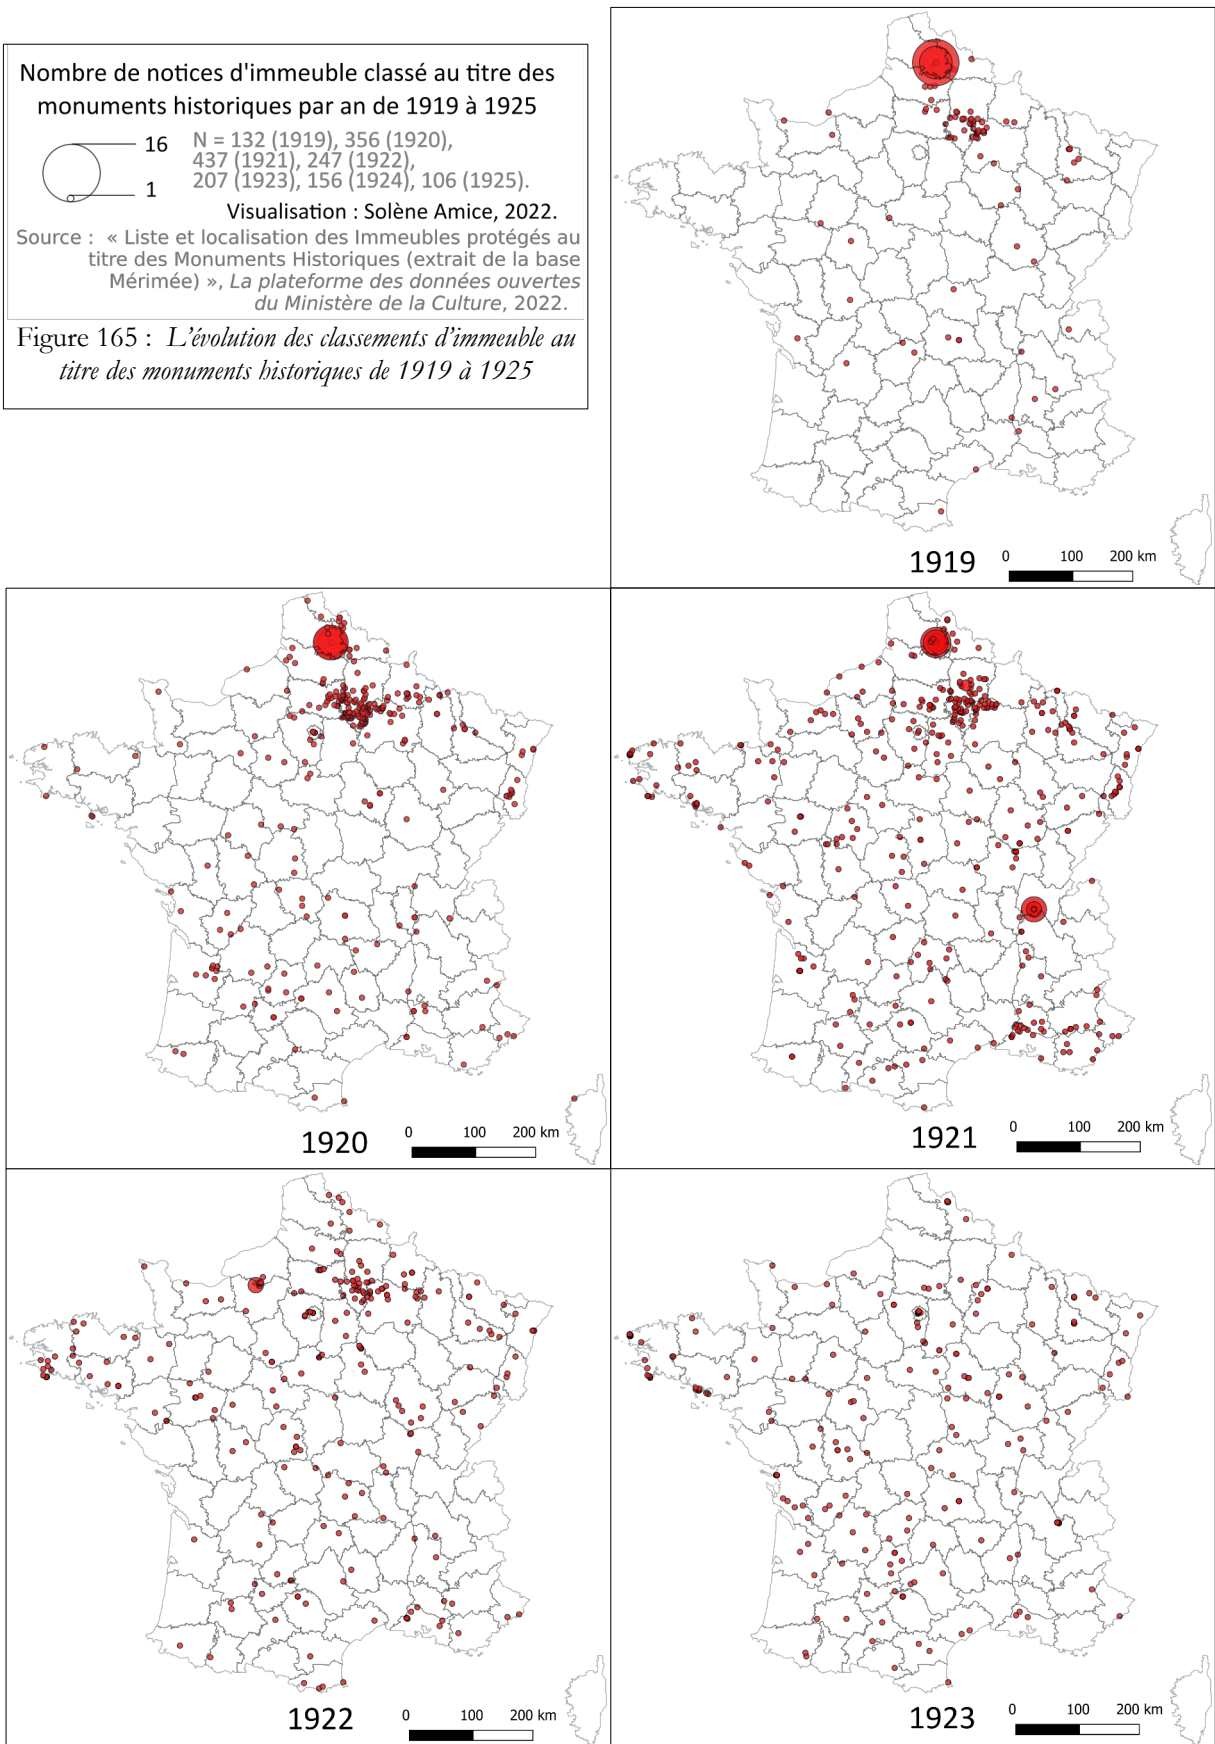 Nombre de notices d'immeuble classé au titre des
monuments historiques par an de 1919 à 1925
16
1
N = 132 (1919), 356 (1920),
437 (1921), 247 (1922),
207 (1923), 156 (1924), 106 (1925).
Visualisation : Solène Amice, 2022.
Source : « Liste et localisation des Immeubles protégés au
titre des Monuments Historiques (extrait de la base
Mérimée) », La plateforme des données ouvertes
du Ministère de la Culture, 2022.
Figure 165 : L'évolution des classements d'immeuble au
titre des monuments historiques de 1919 à 1925
1919
0 100 200 km
1920
0 100 200 km
1921
0 100 200 km
1922
0 100 200 km
1923
0 100 200 km